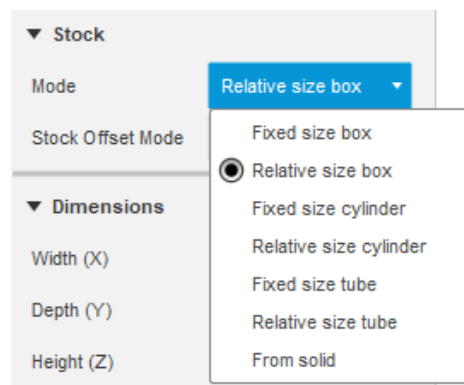 Stock
Mode Relative size box
Stock Offset Mode Fixed size box
Relative size box
Dimensions Fixed size cylinder
Width (X) Relative size cylinder
Fixed size tube
Depth (Y) Relative size tube
Height (Z) From solid